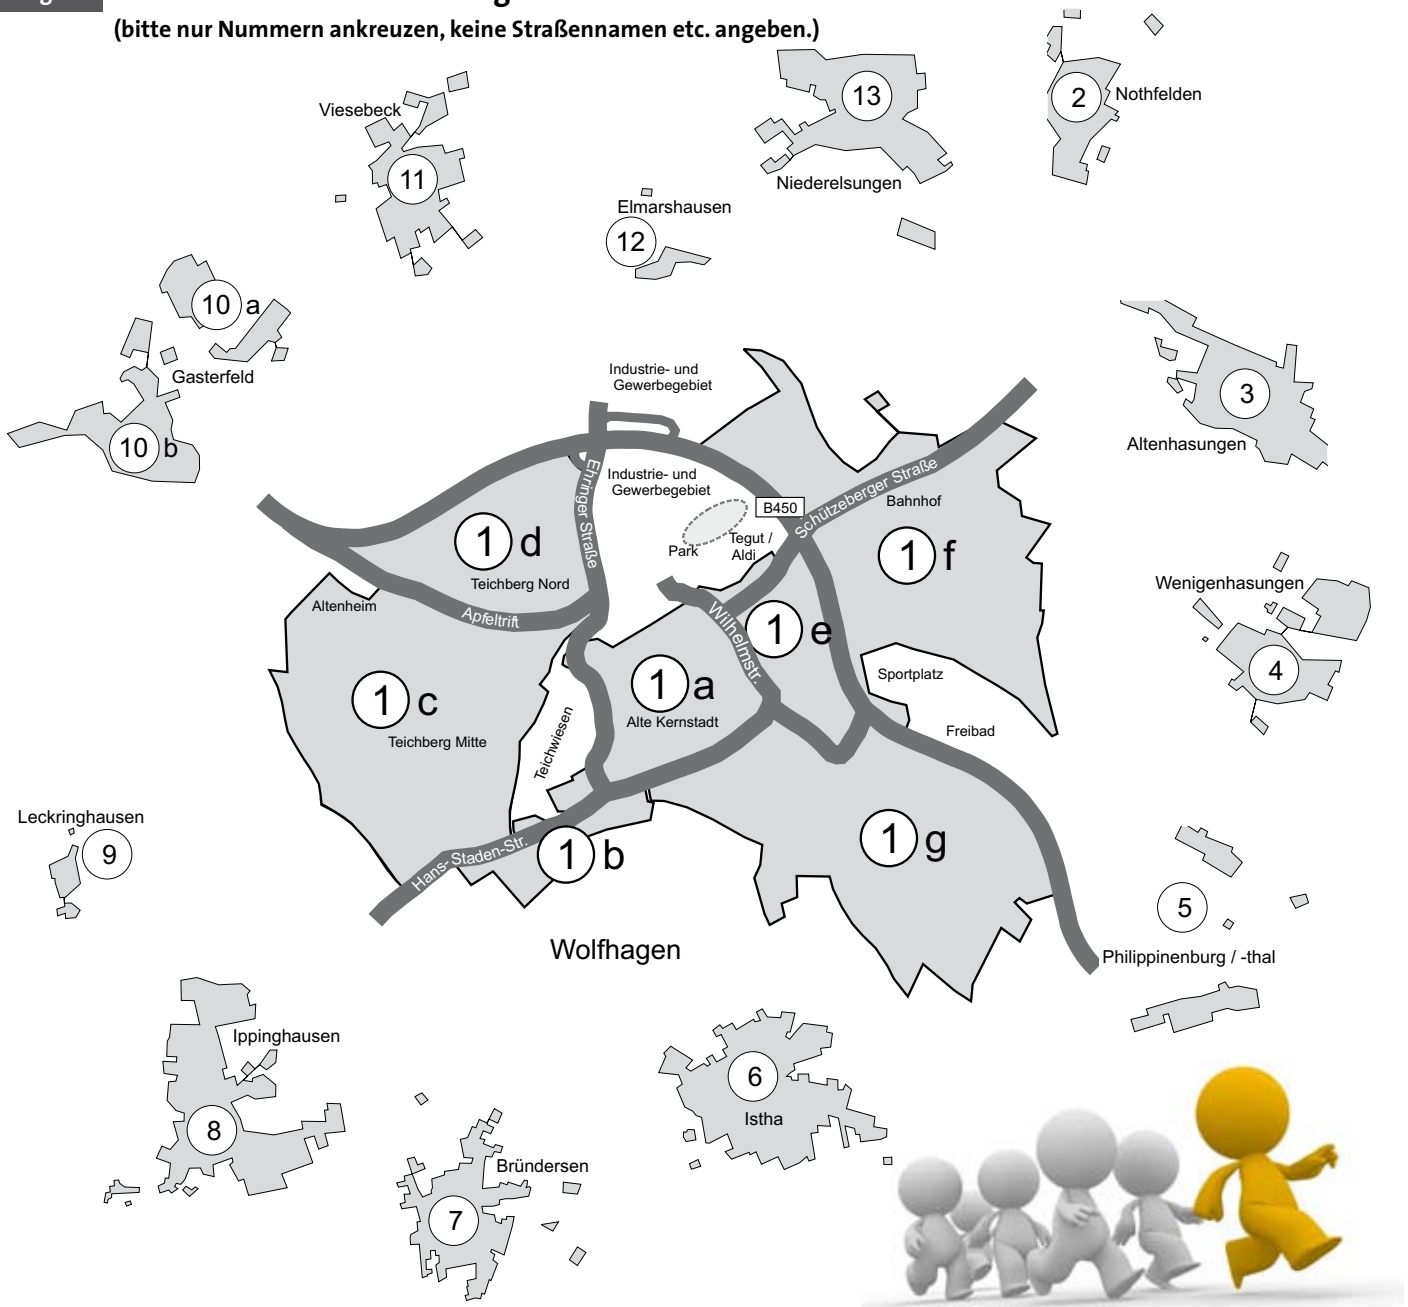 (bitte nur Nummern ankreuzen, keine Straßennamen etc. angeben.)
Viesebeck
11
13
Niederelsungen
2
Nothfelden
Elmarshausen
12
10 a
Gasterfeld
10 b
3
Altenhasungen
Industrie- und
Gewerbegebiet
Industrie- und
Gewerbegebiet
Ehringer Straße
B450
Schützeberger Straße
Bahnhof
Park
Tegut /
Aldi
1 d
Teichberg Nord
1 f
Altenheim
Apfeltrift
Wilhelmstr.
1 e
Wenigenhasungen
4
Sportplatz
1 c
Teichberg Mitte
1 a
Alte Kernstadt
Teichwiesen
Freibad
Leckringhausen
9
Hans-Staden-Str.
1 b
1 g
Wolfhagen
5
Philippinenburg / -thal
Ippinghausen
8
6
Istha
Bründersen
7